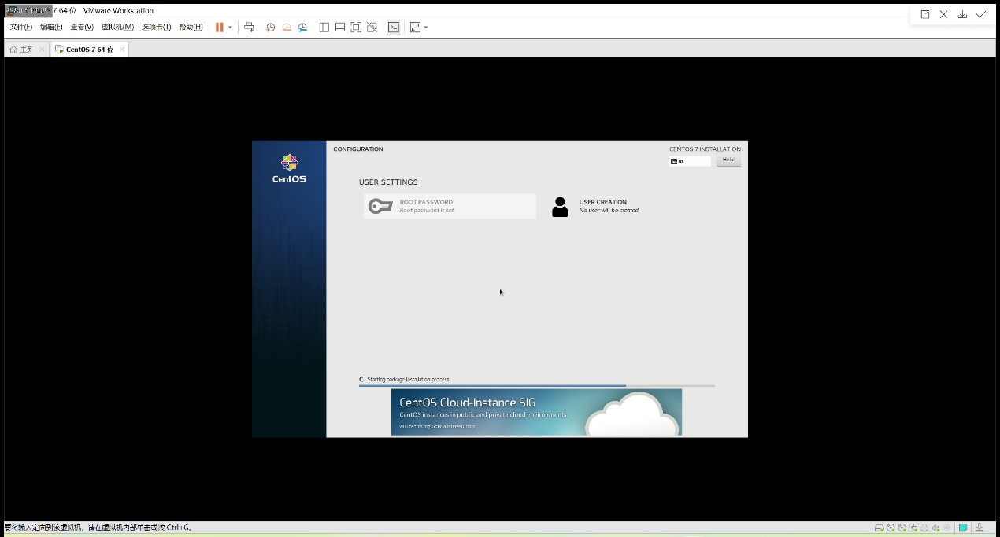 CentOS 7 64 位 - VMware Workstation
文件(F) 编辑(E) 查看(V) 虚拟机(M) 选项卡(T) 帮助(H)
主页 CentOS 7 64 位
CentOS
CONFIGURATION
CENTOS 7 INSTALLATION
us
Help!
USER SETTINGS
ROOT PASSWORD
Root password is set
USER CREATION
No user will be created
Starting package installation process
CentOS Cloud-Instance SIG
CentOS instances in public and private cloud environments.
wiki.centos.org/SpecialInterestGroup
要将输入定向到该虚拟机，请在虚拟机内部单击或按 Ctrl+G。